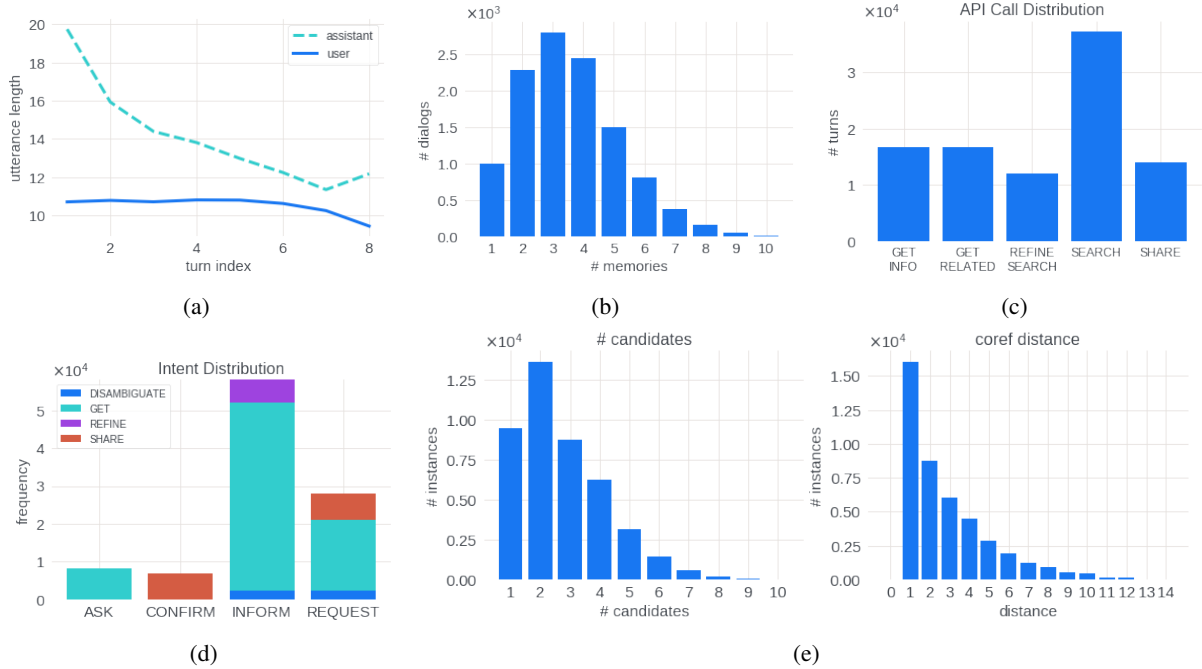 20
18
16
14
12
10
utterance length
assistant
user
2 4 6 8
turn index
(a)
×10³
2.5
2.0
1.5
1.0
0.5
0.0
# dialogs
1 2 3 4 5 6 7 8 9 10
# memories
(b)
API Call Distribution
×10⁴
3
2
1
0
# turns
GET INFO
GET RELATED
REFINE SEARCH
SEARCH
SHARE
(c)
Intent Distribution
×10⁴
5
4
3
2
1
0
frequency
DISAMBIGUATE
GET
REFINE
SHARE
ASK CONFIRM INFORM REQUEST
(d)
# candidates
×10⁴
1.25
1.00
0.75
0.50
0.25
0.00
# instances
1 2 3 4 5 6 7 8 9 10
# candidates
coref distance
×10⁴
1.50
1.25
1.00
0.75
0.50
0.25
0.00
# instances
0 1 2 3 4 5 6 7 8 9 10 11 12 13 14
distance
(e)